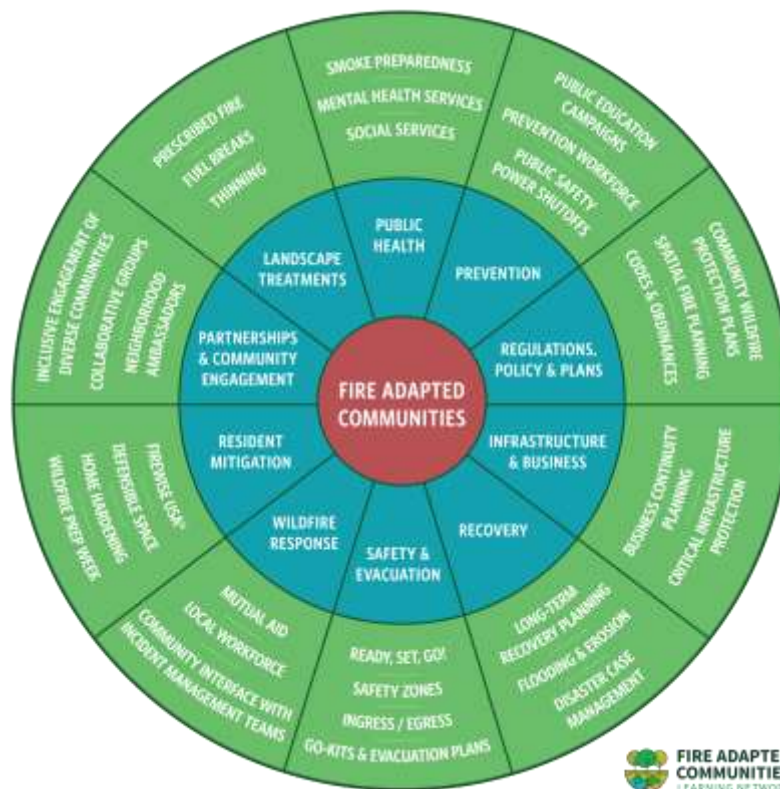 FIRE ADAPTED
COMMUNITIES
PUBLIC
HEALTH
SMOKE PREPAREDNESS
MENTAL HEALTH SERVICES
SOCIAL SERVICES
PREVENTION
PUBLIC EDUCATION
CAMPAIGNS
PREVENTION WORKFORCE
PUBLIC SAFETY
POWER SHUTOFFS
REGULATIONS,
POLICY & PLANS
COMMUNITY WILDFIRE
PROTECTION PLANS
SPATIAL FIRE PLANNING
CODES & ORDINANCES
INFRASTRUCTURE
& BUSINESS
BUSINESS CONTINUITY
PLANNING
CRITICAL INFRASTRUCTURE
PROTECTION
RECOVERY
LONG-TERM
RECOVERY PLANNING
FLOODING & EROSION
DISASTER CASE
MANAGEMENT
SAFETY &
EVACUATION
READY, SET, GO!
SAFETY ZONES
INGRESS / EGRESS
GO-KITS & EVACUATION PLANS
WILDFIRE
RESPONSE
MUTUAL AID
LOCAL WORKFORCE
COMMUNITY INTERFACE WITH
INCIDENT MANAGEMENT TEAMS
RESIDENT
MITIGATION
FIREWISE USA®
DEFENSIBLE SPACE
HOME HARDENING
WILDFIRE PREP WEEK
PARTNERSHIPS
& COMMUNITY
ENGAGEMENT
INCLUSIVE ENGAGEMENT OF
DIVERSE COMMUNITIES
COLLABORATIVE GROUPS
NEIGHBORHOOD
AMBASSADORS
LANDSCAPE
TREATMENTS
PRESCRIBED FIRE
FUEL BREAKS
THINNING
FIRE ADAPTE
COMMUNITIE
LEARNING NETWOR